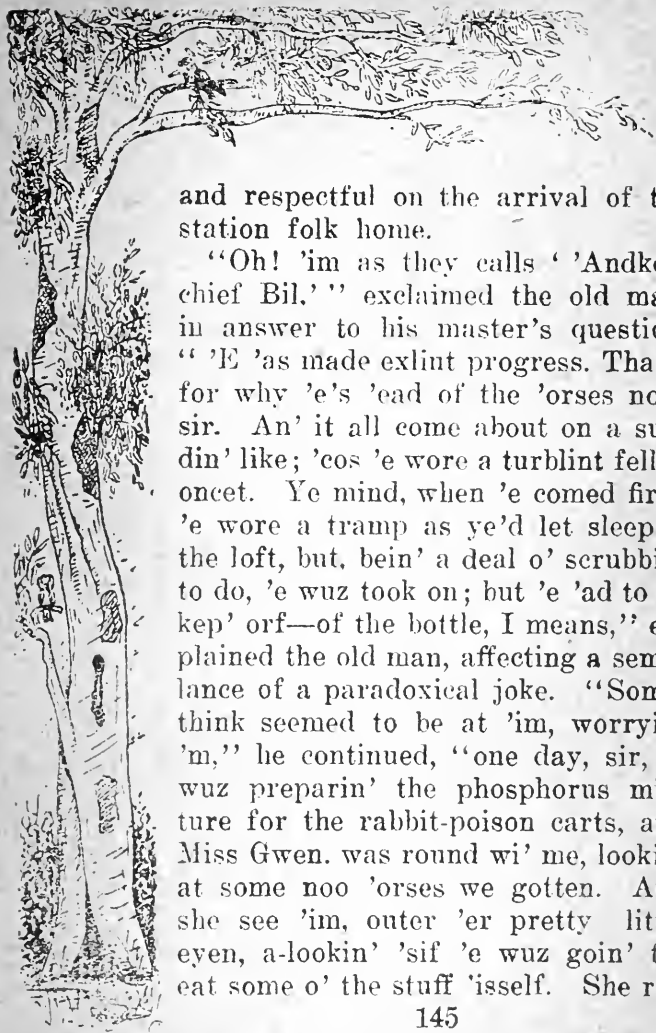 and respectful on the arrival of t
station folk home.
"Oh! 'im as they calls ' 'Andke
chief Bil.' " exclaimed the old ma
in answer to his master's questio
" 'E 'as made exlint progress. Tha
for why 'e's 'ead of the 'orses no
sir. An' it all come about on a su
din' like; 'cos 'e wore a turblint fell
oncet. Ye mind, when 'e comed fir
'e wore a tramp as ye'd let sleep
the loft, but, bein' a deal o' scrubbi
to do, 'e wuz took on; but 'e 'ad to
kep' orf—of the bottle, I means," e
plained the old man, affecting a sem
lance of a paradoxical joke. "Som
think seemed to be at 'im, worryi
'm," he continued, "one day, sir,
wuz preparin' the phosphorus mi
ture for the rabbit-poison carts, a
Miss Gwen. was round wi' me, looki
at some noo 'orses we gotten. A
she see 'im, outer 'er pretty lit
eyen, a-lookin' 'sif 'e wuz goin' t
eat some o' the stuff 'isself. She r
145